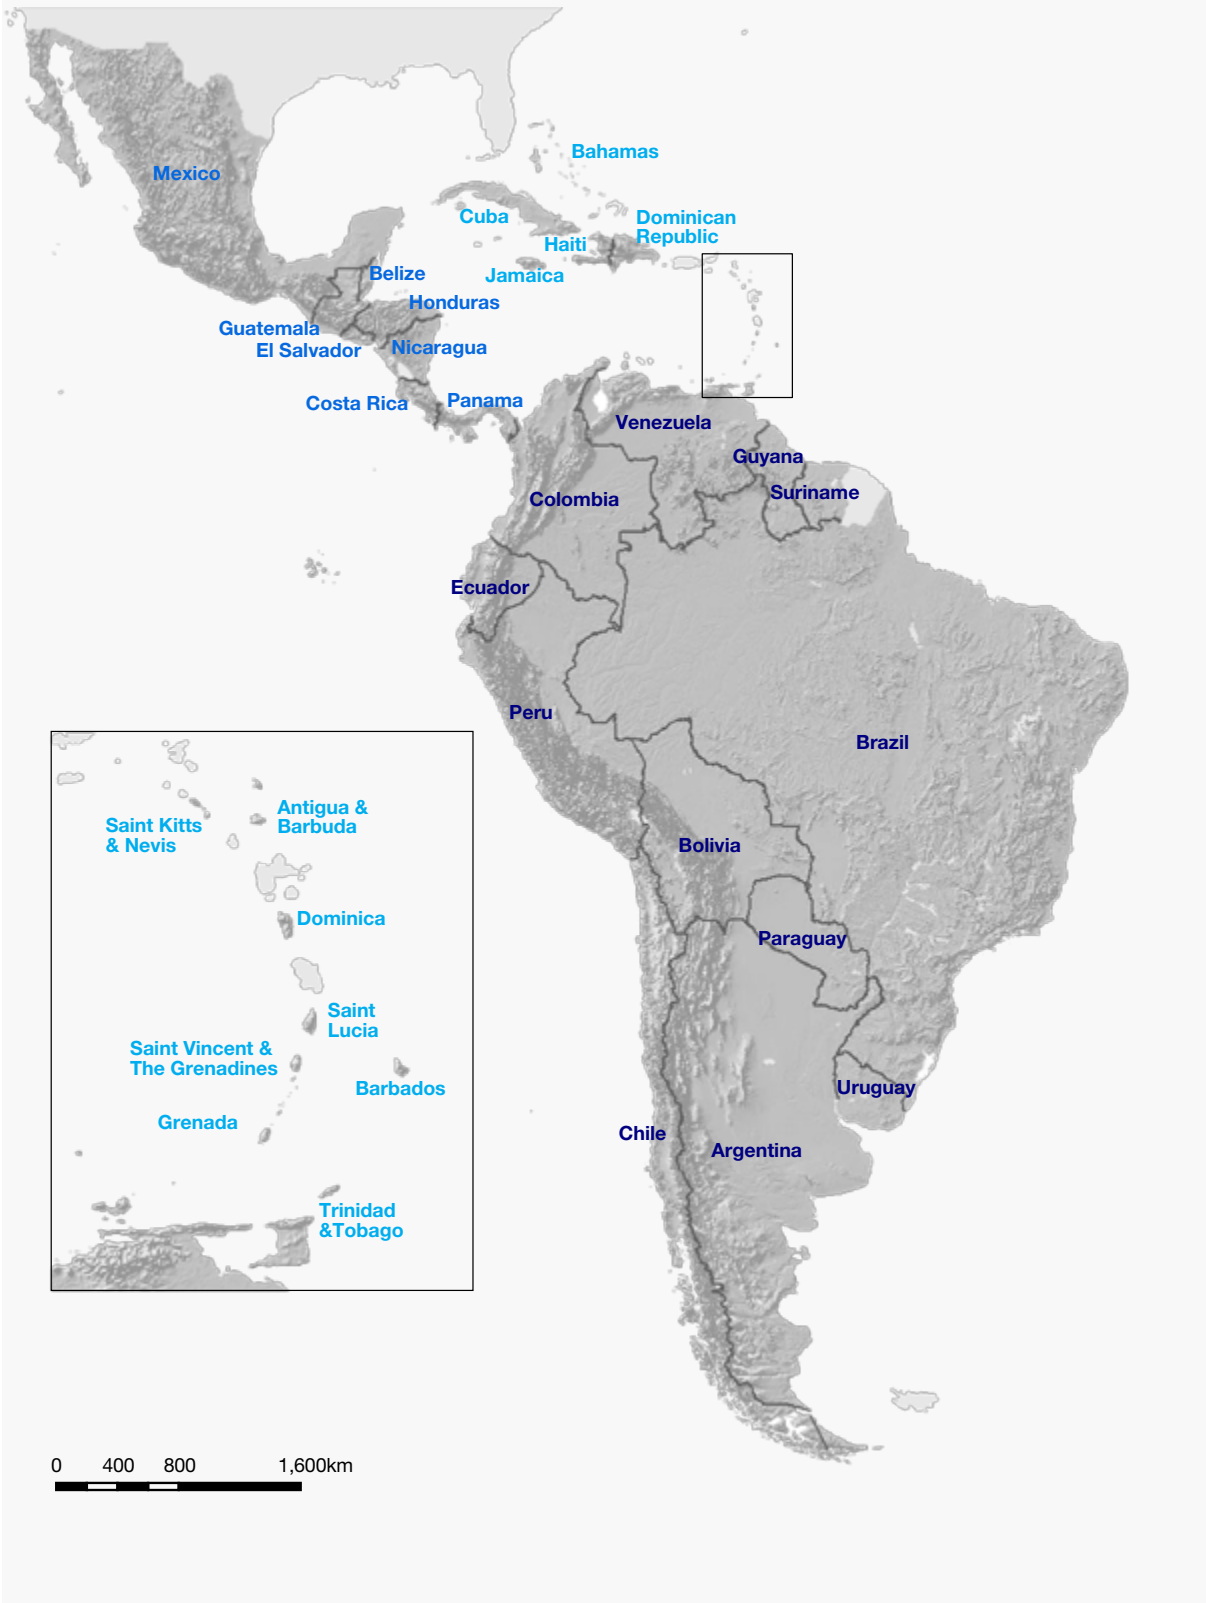 Bahamas
Mexico
Cuba
Dominican
Republic
Haiti
Jamaica
Belize
Honduras
Guatemala
El Salvador
Nicaragua
Costa Rica
Panama
Venezuela
Guyana
Suriname
Colombia
Ecuador
Peru
Brazil
Bolivia
Paraguay
Uruguay
Chile
Argentina
Antigua &
Barbuda
Saint Kitts
& Nevis
Dominica
Saint
Lucia
Saint Vincent &
The Grenadines
Barbados
Grenada
Trinidad
&Tobago
0 400 800 1,600km